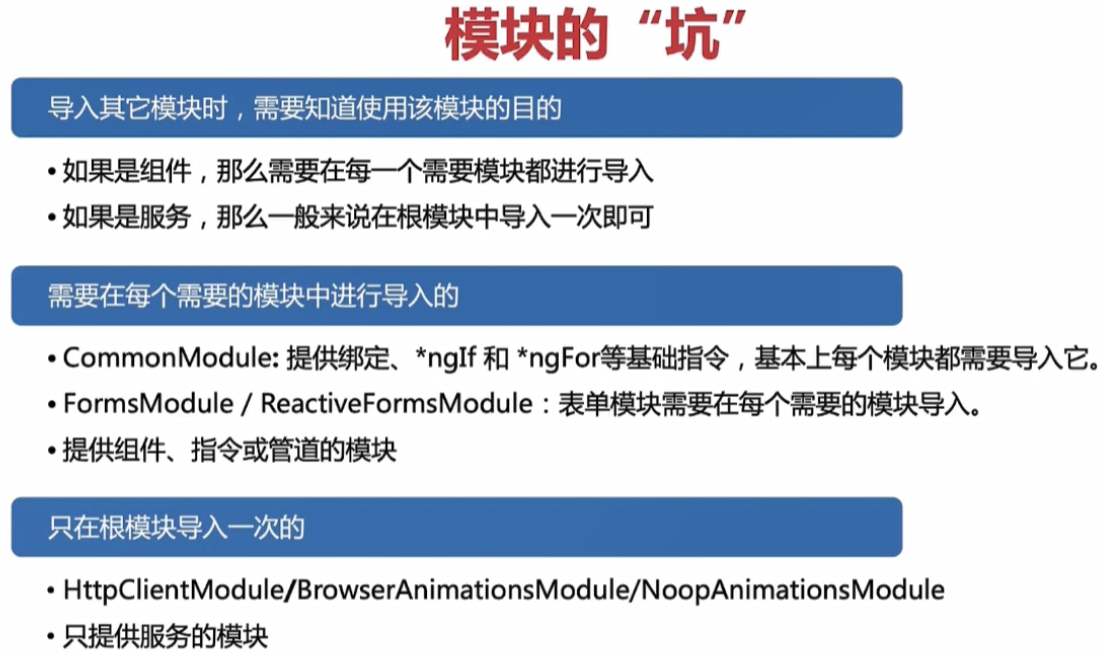 模块的“坑”
导入其它模块时，需要知道使用该模块的目的
• 如果是组件，那么需要在每一个需要模块都进行导入
• 如果是服务，那么一般来说在根模块中导入一次即可
需要在每个需要的模块中进行导入的
• CommonModule: 提供绑定、*ngIf 和 *ngFor等基础指令，基本上每个模块都需要导入它。
• FormsModule / ReactiveFormsModule：表单模块需要在每个需要的模块导入。
• 提供组件、指令或管道的模块
只在根模块导入一次的
• HttpClientModule/BrowserAnimationsModule/NoopAnimationsModule
• 只提供服务的模块